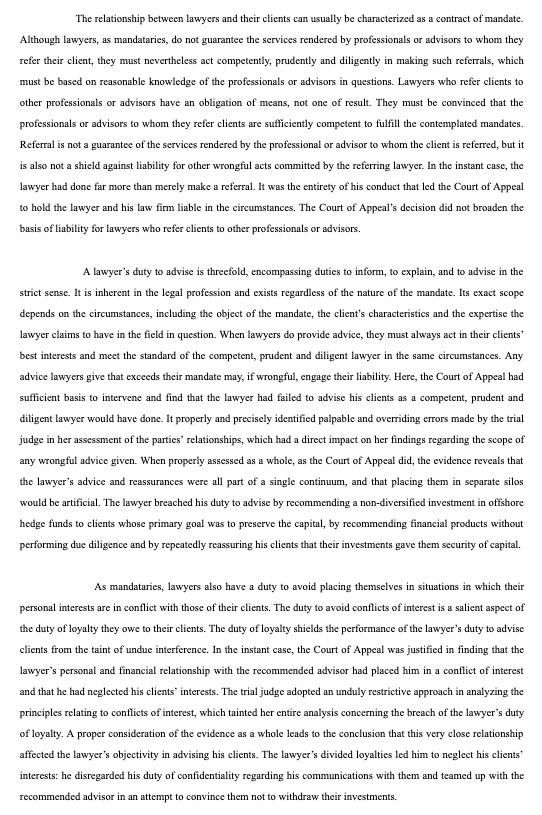 The relationship between lawyers and their clients can usually be characterized as a contract of mandate.
Although lawyers, as mandataries, do not guarantee the services rendered by professionals or advisors to whom they
refer their client, they must nevertheless act competently, prudently and diligently in making such referrals, which
must be based on reasonable knowledge of the professionals or advisors in questions. Lawyers who refer clients to
other professionals or advisors have an obligation of means, not one of result. They must be convinced that the
professionals or advisors to whom they refer clients are sufficiently competent to fulfill the contemplated mandates.
Referral is not a guarantee of the services rendered by the professional or advisor to whom the client is referred, but it
is also not a shield against liability for other wrongful acts committed by the referring lawyer. In the instant case, the
lawyer had done far more than merely make a referral. It was the entirety of his conduct that led the Court of Appeal
to hold the lawyer and his law firm liable in the circumstances. The Court of Appeal's decision did not broaden the
basis of liability for lawyers who refer clients to other professionals or advisors.
A lawyer's duty to advise is threefold, encompassing duties to inform, to explain, and to advise in the
strict sense. It is inherent in the legal profession and exists regardless of the nature of the mandate. Its exact scope
depends on the circumstances, including the object of the mandate, the client's characteristics and the expertise the
lawyer claims to have in the field in question. When lawyers do provide advice, they must always act in their clients'
best interests and meet the standard of the competent, prudent and diligent lawyer in the same circumstances. Any
advice lawyers give that exceeds their mandate may, if wrongful, engage their liability. Here, the Court of Appeal had
sufficient basis to intervene and find that the lawyer had failed to advise his clients as a competent, prudent and
diligent lawyer would have done. It properly and precisely identified palpable and overriding errors made by the trial
judge in her assessment of the parties' relationships, which had a direct impact on her findings regarding the scope of
any wrongful advice given. When properly assessed as a whole, as the Court of Appeal did, the evidence reveals that
the lawyer's advice and reassurances were all part of a single continuum, and that placing them in separate silos
would be artificial. The lawyer breached his duty to advise by recommending a non-diversified investment in offshore
hedge funds to clients whose primary goal was to preserve the capital, by recommending financial products without
performing due diligence and by repeatedly reassuring his clients that their investments gave them security of capital.
As mandataries, lawyers also have a duty to avoid placing themselves in situations in which their
personal interests are in conflict with those of their clients. The duty to avoid conflicts of interest is a salient aspect of
the duty of loyalty they owe to their clients. The duty of loyalty shields the performance of the lawyer's duty to advise
clients from the taint of undue interference. In the instant case, the Court of Appeal was justified in finding that the
lawyer's personal and financial relationship with the recommended advisor had placed him in a conflict of interest
and that he had neglected his clients' interests. The trial judge adopted an unduly restrictive approach in analyzing the
principles relating to conflicts of interest, which tainted her entire analysis concerning the breach of the lawyer's duty
of loyalty. A proper consideration of the evidence as a whole leads to the conclusion that this very close relationship
affected the lawyer's objectivity in advising his clients. The lawyer's divided loyalties led him to neglect his clients'
interests: he disregarded his duty of confidentiality regarding his communications with them and teamed up with the
recommended advisor in an attempt to convince them not to withdraw their investments.